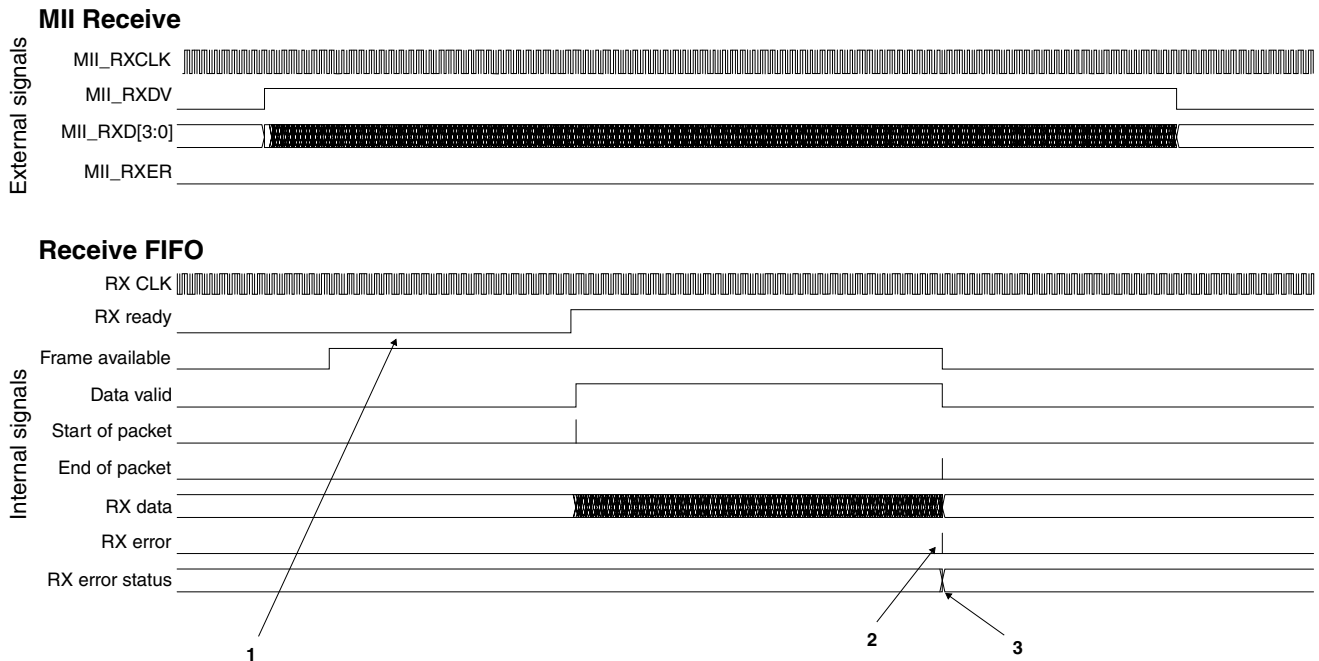 MII Receive
External signals
MII_RXCLK
MII_RXDV
MII_RXD[3:0]
MII_RXER
Receive FIFO
Internal signals
RX CLK
RX ready
Frame available
Data valid
Start of packet
End of packet
RX data
RX error
RX error status
1
2
3